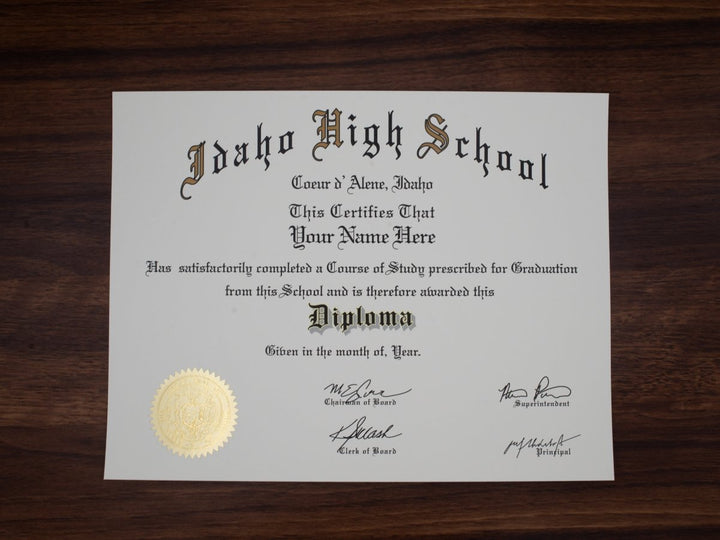 Idaho High School
Coeur d' Alene, Idaho
This Certifies That
Your Name Here
Has satisfactorily completed a Course of Study prescribed for Graduation
from this School and is therefore awarded this
Diploma
Given in the month of, Year.
Chairman of Board
Superintendent
Clerk of Board
Principal